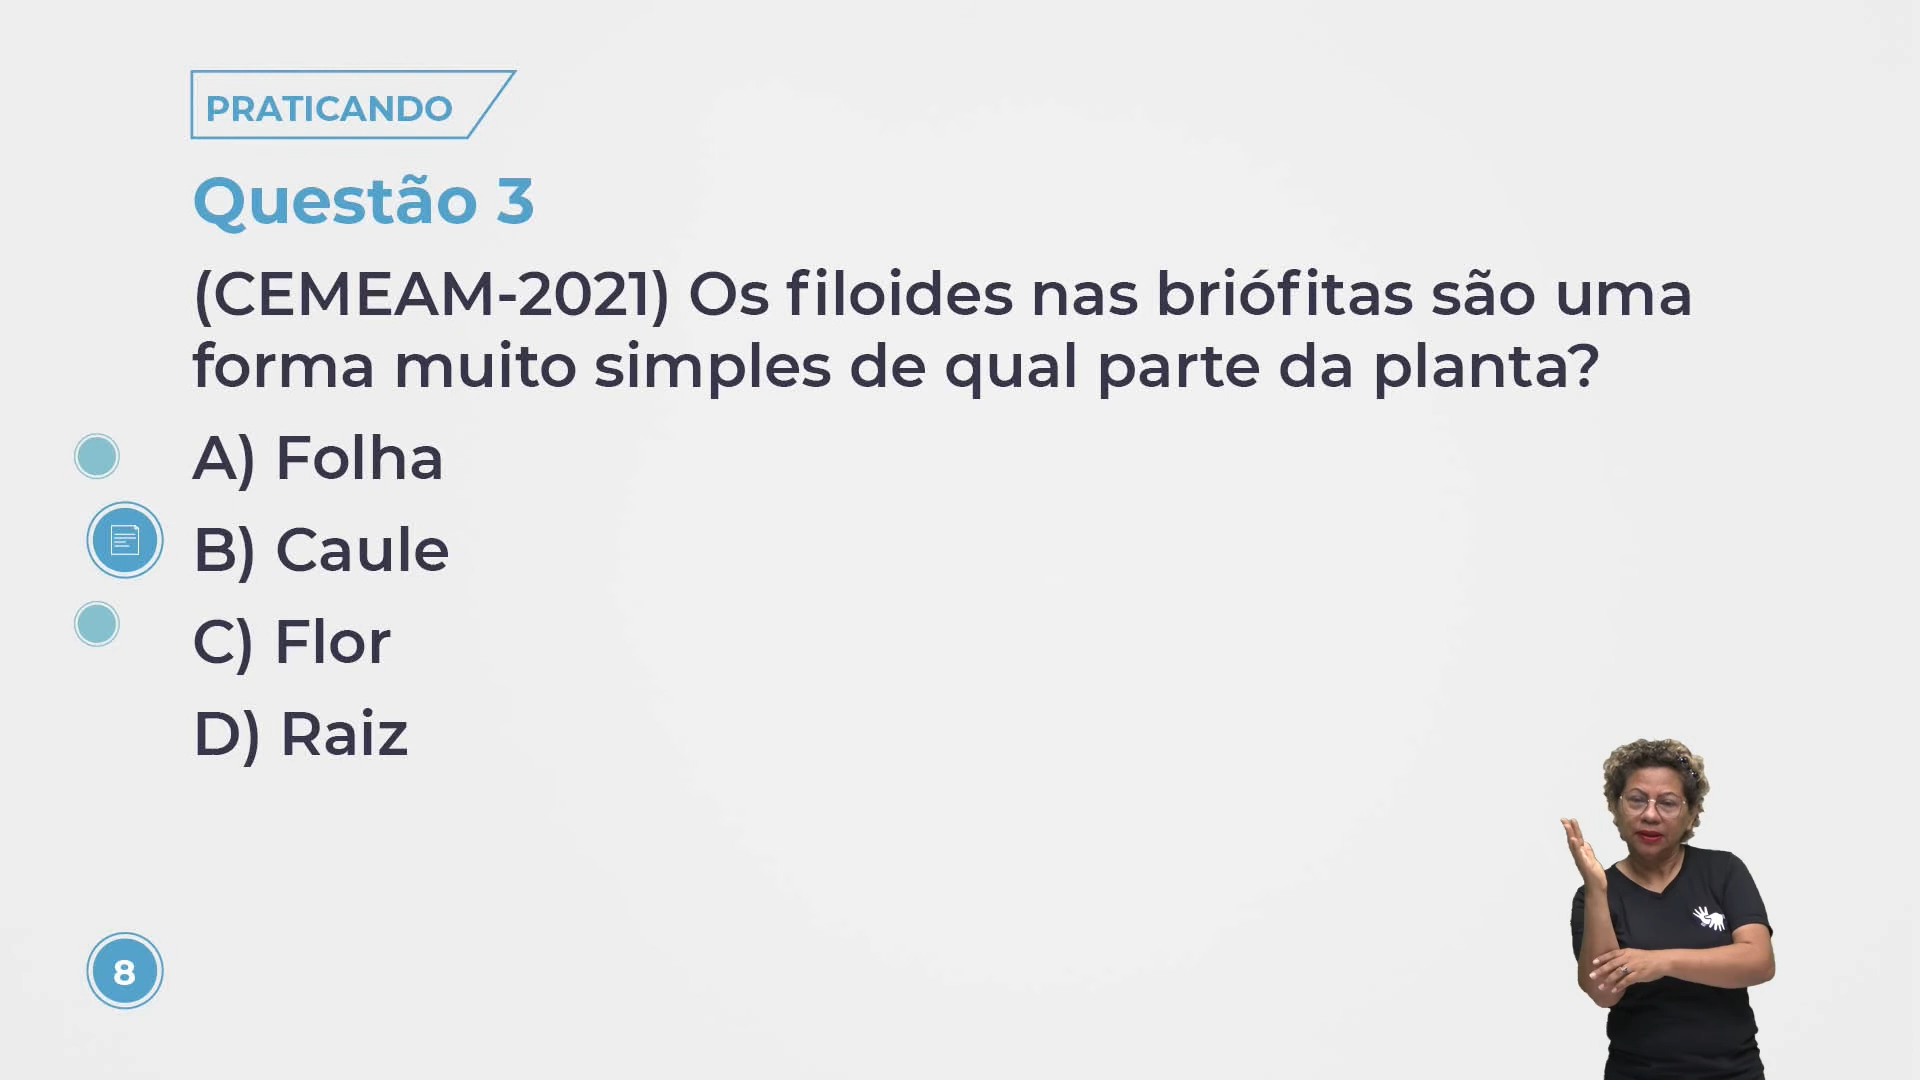 PRATICANDO
Questão 3
(CEMEAM-2021) Os filoides nas briófitas são uma
forma muito simples de qual parte da planta?
A) Folha
B) Caule
C) Flor
D) Raiz
8